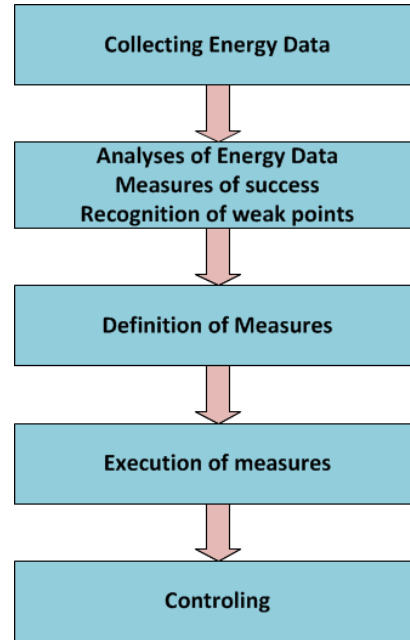 Collecting Energy Data
Analyses of Energy Data
Measures of success
Recognition of weak points
Definition of Measures
Execution of measures
Controling